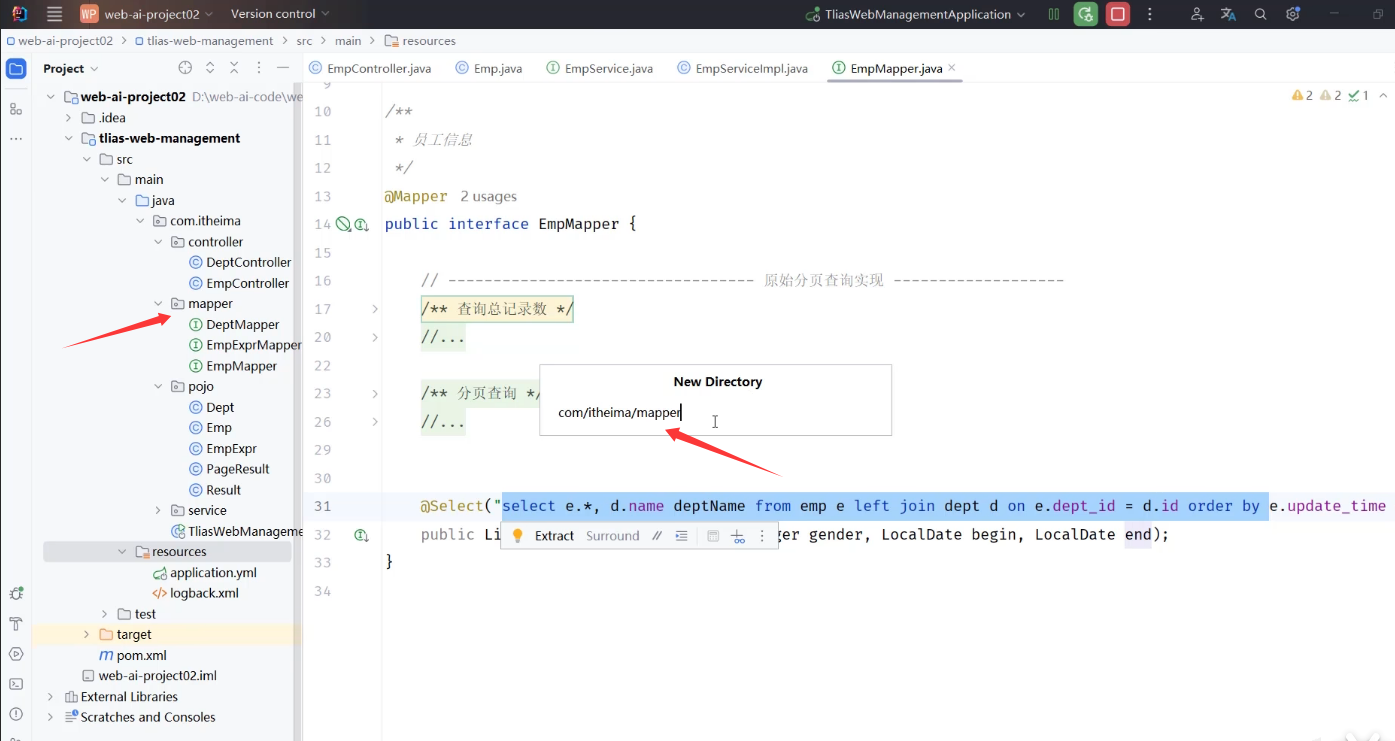 WP web-ai-project02 Version control TliasWebManagementApplication
web-ai-project02 > tlias-web-management > src > main > resources
Project
EmpController.java Emp.java EmpService.java EmpServiceImpl.java EmpMapper.java
web-ai-project02 D:\web-ai-code\we
.idea
tlias-web-management
src
main
java
com.itheima
controller
DeptController
EmpController
mapper
DeptMapper
EmpExprMapper
EmpMapper
pojo
Dept
Emp
EmpExpr
PageResult
Result
service
TliasWebManageme
resources
application.yml
logback.xml
test
target
pom.xml
web-ai-project02.iml
External Libraries
Scratches and Consoles
2 2 1
9
10 /**
11 * 员工信息
12 */
13 @Mapper 2 usages
14 public interface EmpMapper {
15
16 // ---------------------------------- 原始分页查询实现 -------------------
17 /** 查询总记录数 */
20 //...
22
23 /** 分页查询 */
26 //...
29
30
31 @Select("select e.*, d.name deptName from emp e left join dept d on e.dept_id = d.id order by e.update_time
32 public Li ger gender, LocalDate begin, LocalDate end);
33 }
34
New Directory
com/itheima/mapper
Extract Surround //